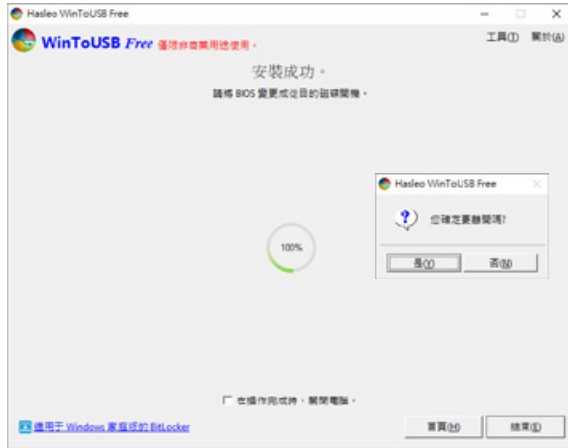 Hasleo WinToUSB Free
WinToUSB Free 僅限非商業用途使用。
工具(T) 關於(A)
安裝成功。
請將 BIOS 變更成從目的磁碟開機。
Hasleo WinToUSB Free
您確定要離開嗎?
是(Y) 否(N)
100%
在操作完成時，關閉電腦。
適用于 Windows 家庭版的 BitLocker
首頁(H) 結束(E)